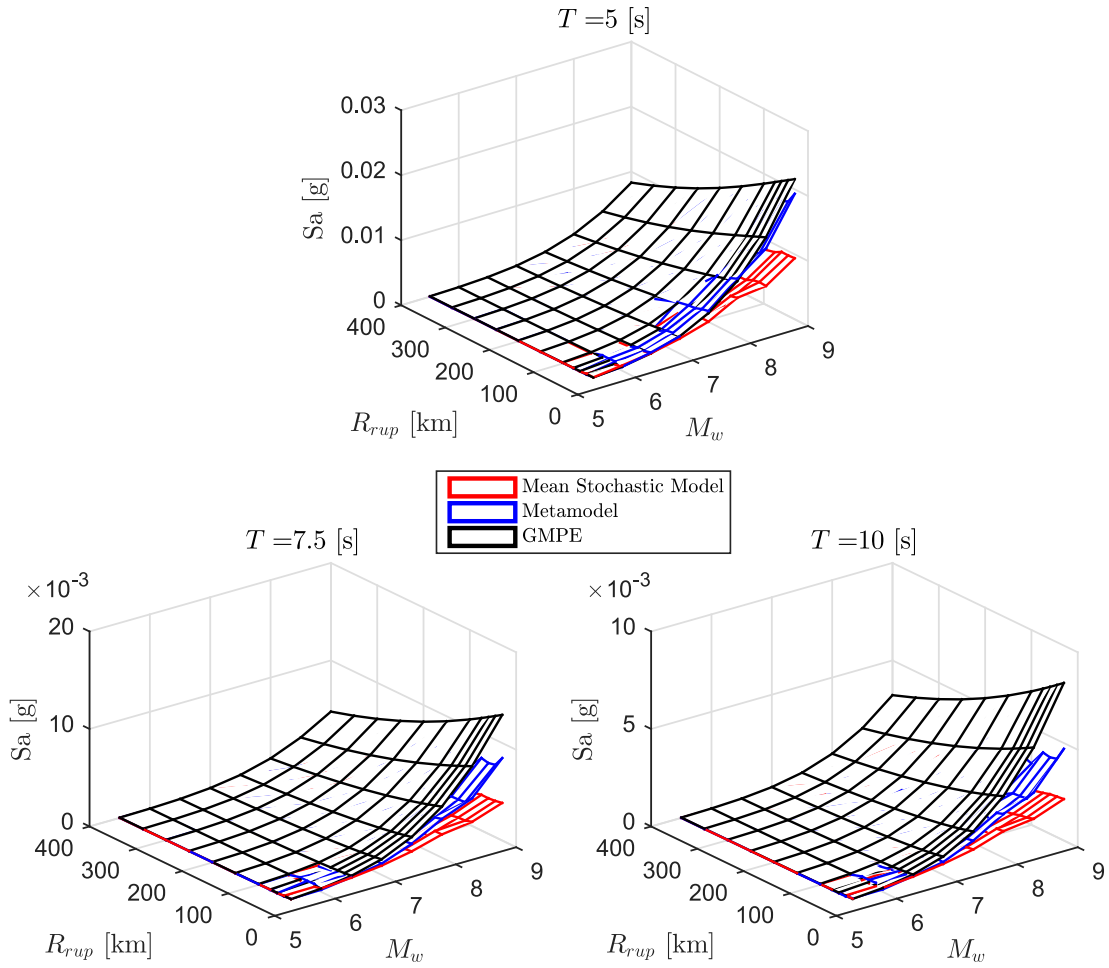 T =5 [s]
0.03
0.02
0.01
0
Sa [g]
400
300
200
100
0
R_rup [km]
5
6
7
8
9
M_w
Mean Stochastic Model
Metamodel
GMPE
T =7.5 [s]
×10⁻³
20
10
0
Sa [g]
400
300
200
100
0
R_rup [km]
5
6
7
8
9
M_w
T =10 [s]
×10⁻³
10
5
0
Sa [g]
400
300
200
100
0
R_rup [km]
5
6
7
8
9
M_w